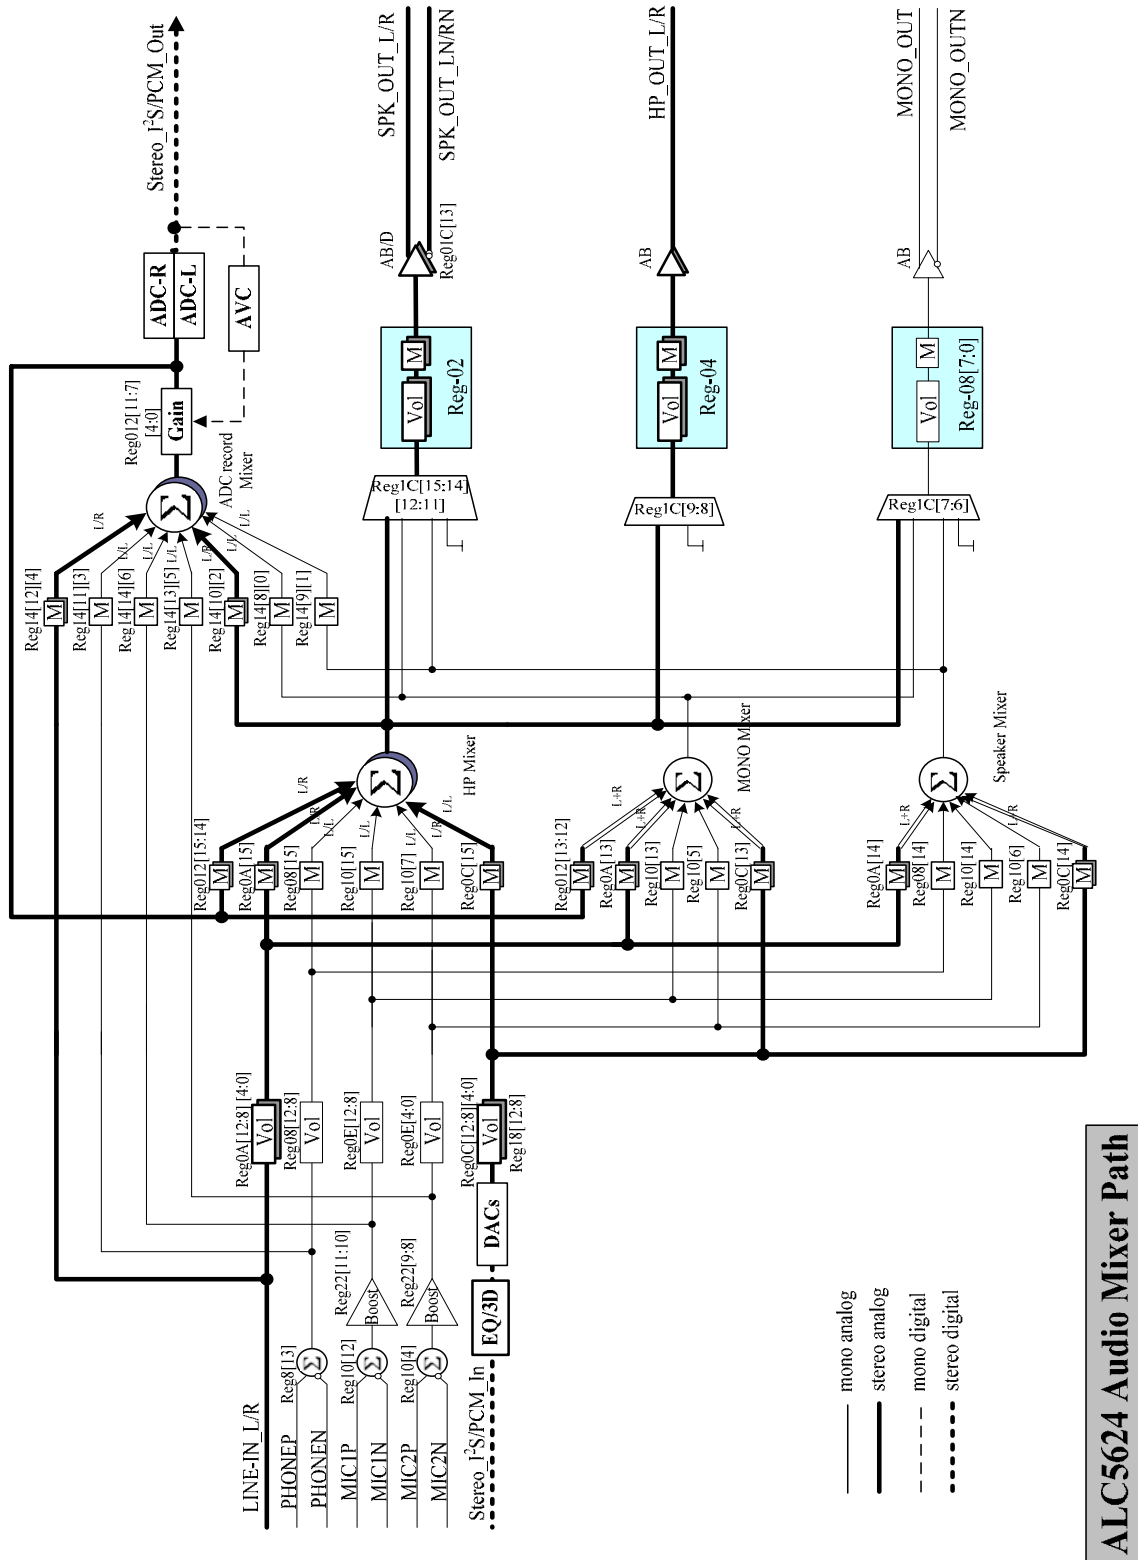 LINE-IN_L/R
PHONEP
PHONEN
MIC1P
MIC1N
MIC2P
MIC2N
Stereo_I²S/PCM_In
Reg8[13]
Σ
Reg10[12]
Σ
Reg10[4]
Σ
Reg22[11:10]
Boost
Reg22[9:8]
Boost
EQ/3D
DACs
Reg0A[12:8][4:0]
Vol
Reg08[12:8]
Vol
Reg0E[12:8]
Vol
Reg0E[4:0]
Vol
Reg0C[12:8][4:0]
Vol
Reg18[12:8]
Reg012[15:14]
M
Reg0A[15]
M
Reg08[15]
M
Reg10[15]
M
Reg10[7]
M
Reg0C[15]
M
L/R
L/R
L/L
L/L
L/L
L/R
Σ
HP Mixer
Reg012[13:12]
M
Reg0A[13]
M
Reg10[13]
M
Reg10[5]
M
Reg0C[13]
M
L+R
L+R
L+R
Σ
MONO Mixer
Reg0A[14]
M
Reg08[14]
M
Reg10[14]
M
Reg10[6]
M
Reg0C[14]
M
L+R
L+R
Σ
Speaker Mixer
Reg14[12][4]
M
Reg14[11][3]
M
Reg14[14][6]
M
Reg14[13][5]
M
Reg14[10][2]
M
Reg14[8][0]
M
Reg14[9][1]
M
L/R
L/L
L/L
L/L
L/R
L/L
L/L
Σ
ADC record
Mixer
Reg012[11:7]
[4:0]
Gain
ADC-R
ADC-L
AVC
Stereo_I²S/PCM_Out
Reg1C[15:14]
[12:11]
Vol
M
Reg-02
AB/D
Reg01C[13]
SPK_OUT_L/R
SPK_OUT_LN/RN
Reg1C[9:8]
Vol
M
Reg-04
AB
HP_OUT_L/R
Reg1C[7:6]
Vol
M
Reg-08[7:0]
AB
MONO_OUT
MONO_OUTN
mono analog
stereo analog
mono digital
stereo digital
ALC5624 Audio Mixer Path